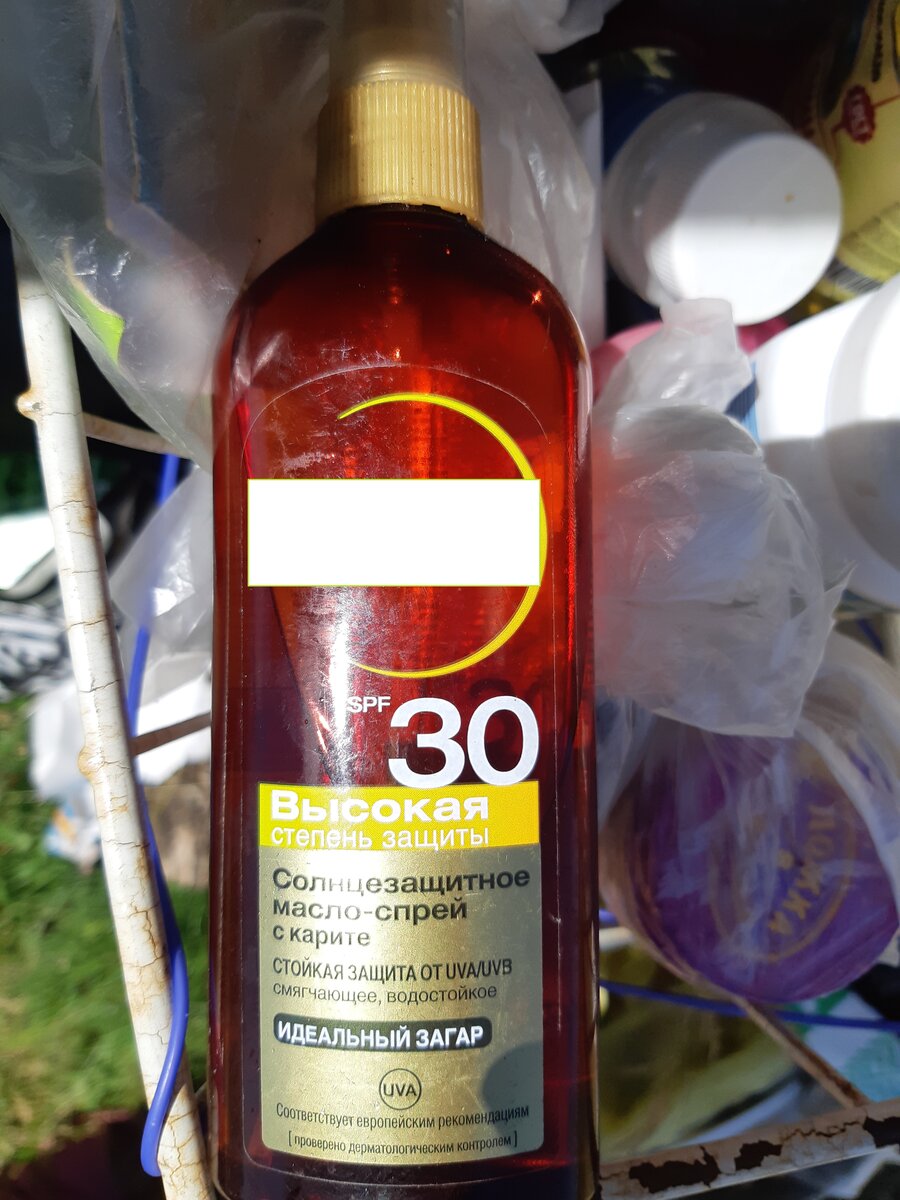 SPF
30
Высокая
степень защиты
Солнцезащитное
масло-спрей
с карите
СТОЙКАЯ ЗАЩИТА ОТ UVA/UVB
смягчающее, водостойкое
ИДЕАЛЬНЫЙ ЗАГАР
UVA
Соответствует европейским рекомендациям
[ проверено дерматологическим контролем ]